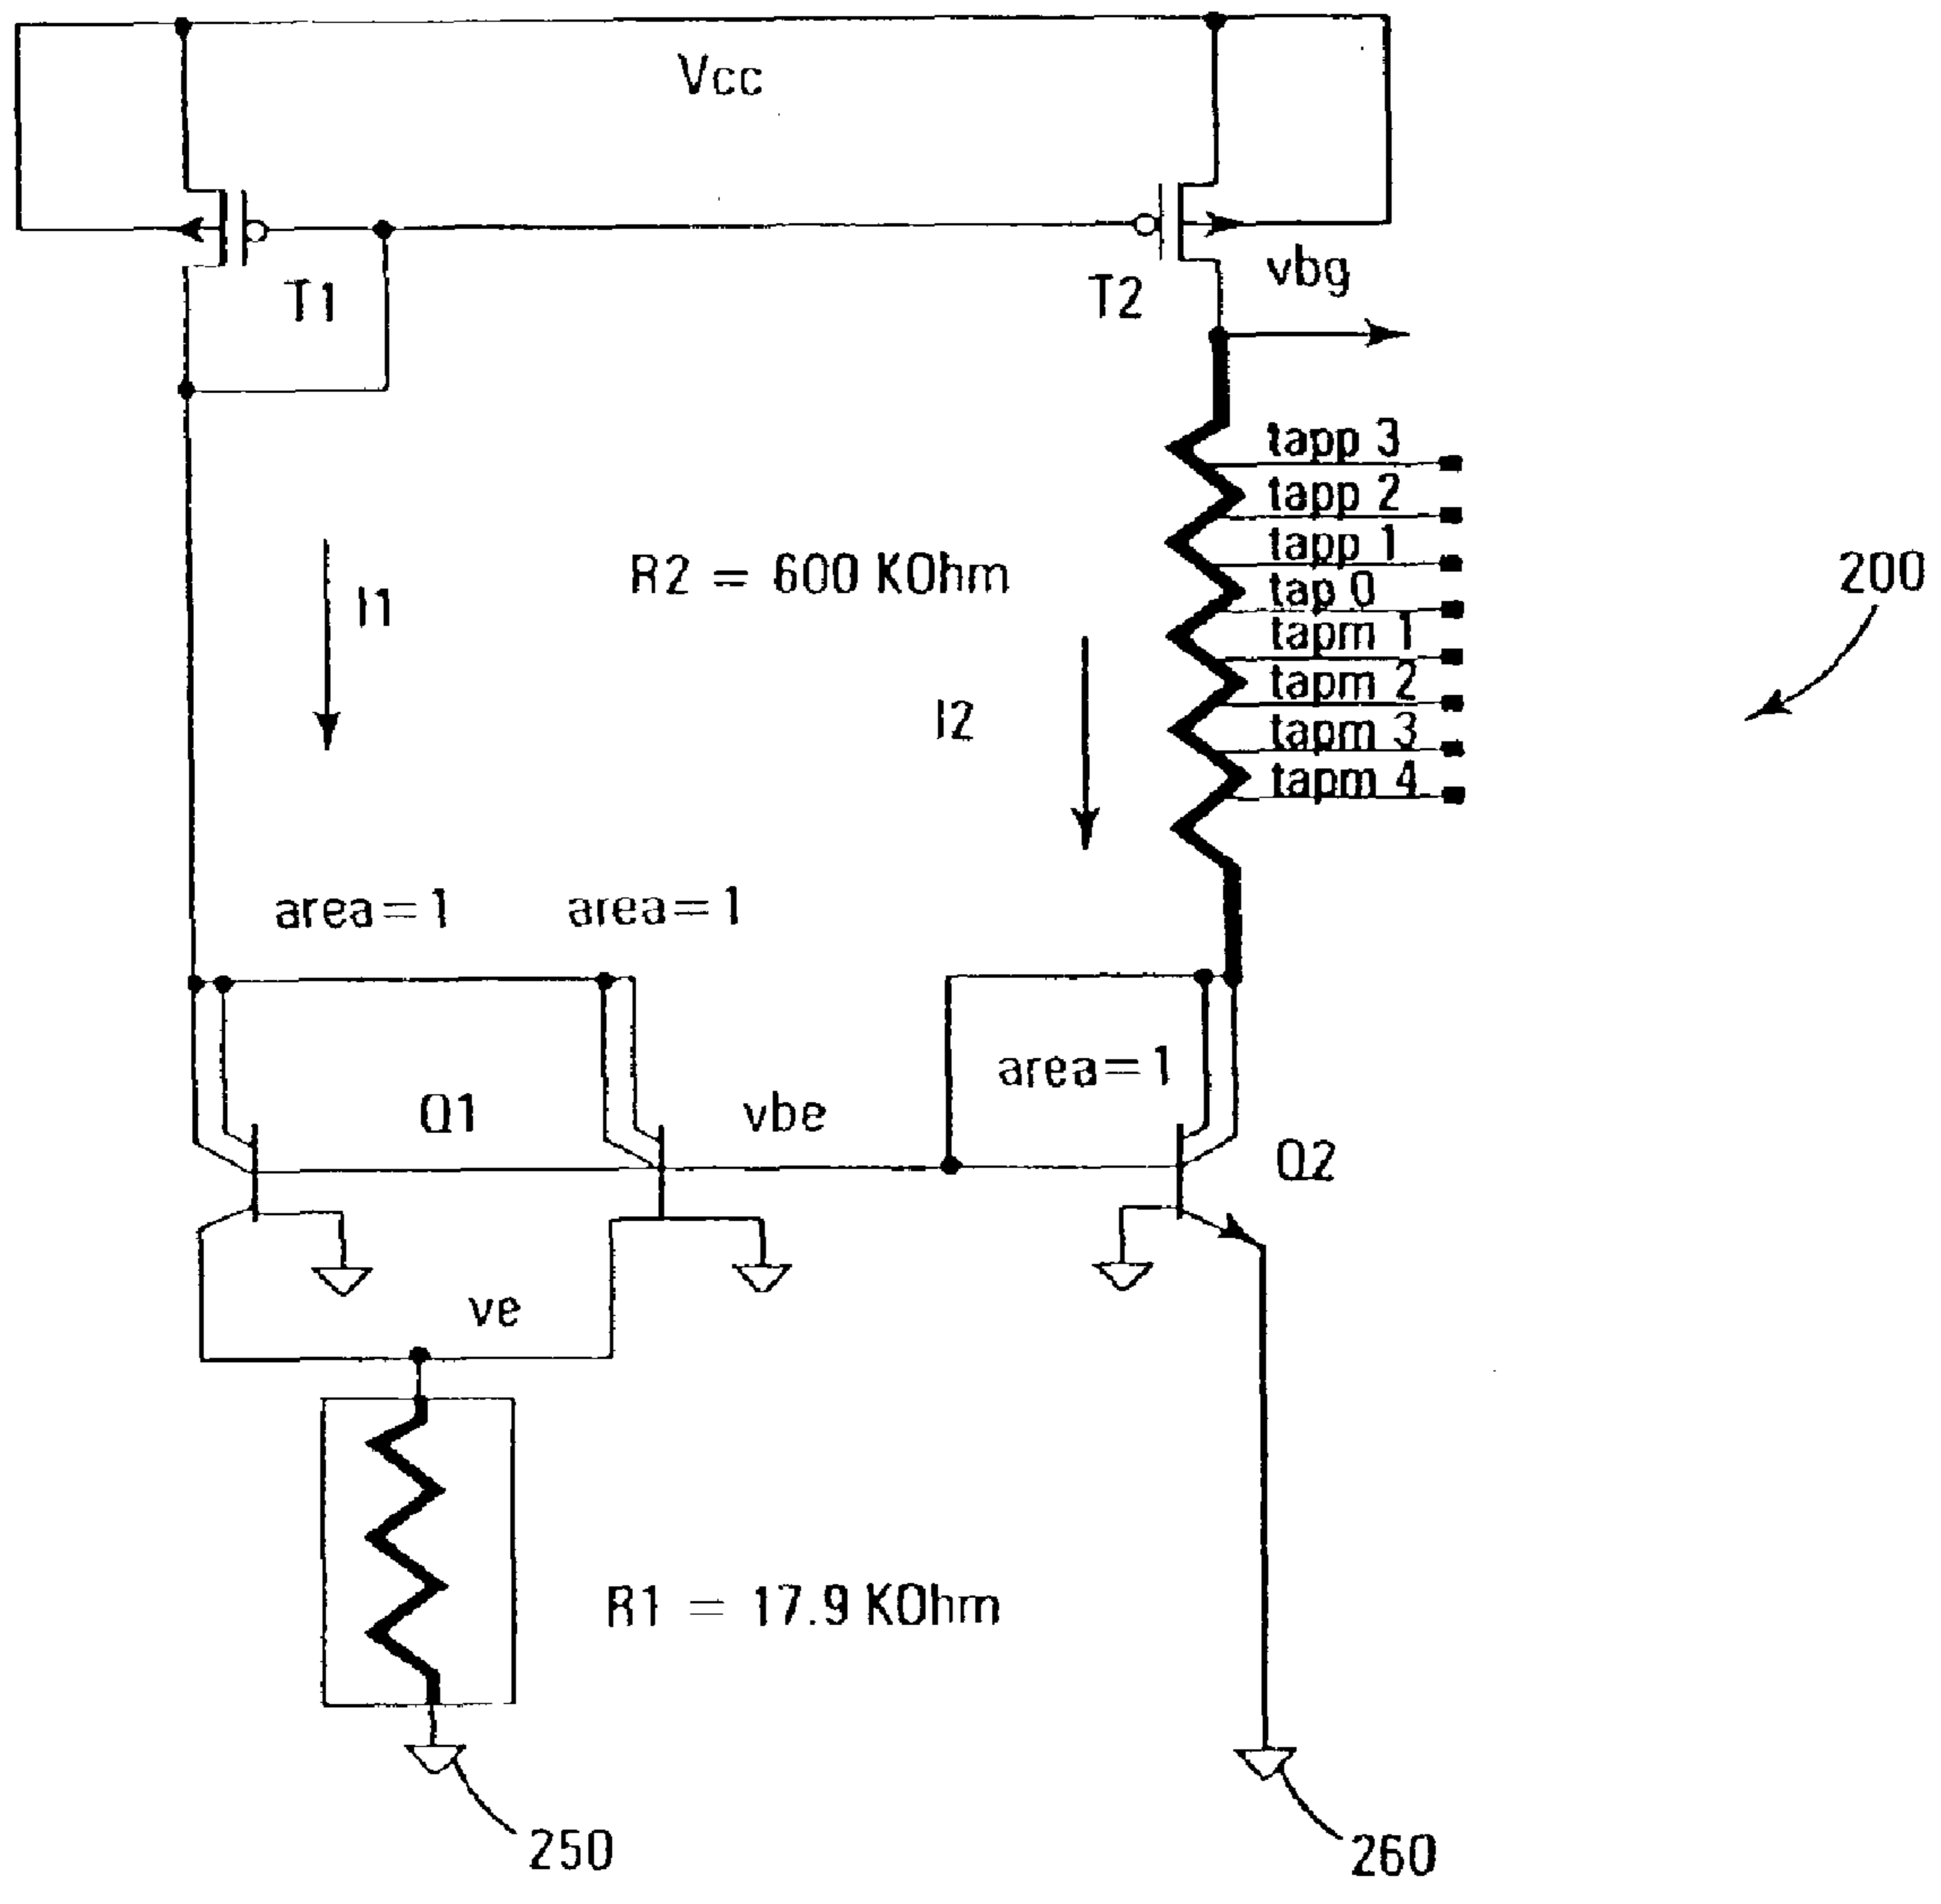 Vcc
T1
T2
vbg
tapp 3
tapp 2
tapp 1
tap 0
tapm 1
tapm 2
tapm 3
tapm 4
R2 = 600 KOhm
200
I1
I2
area=1
area=1
area=1
Q1
vbe
Q2
ve
R1 = 17.9 KOhm
250
260